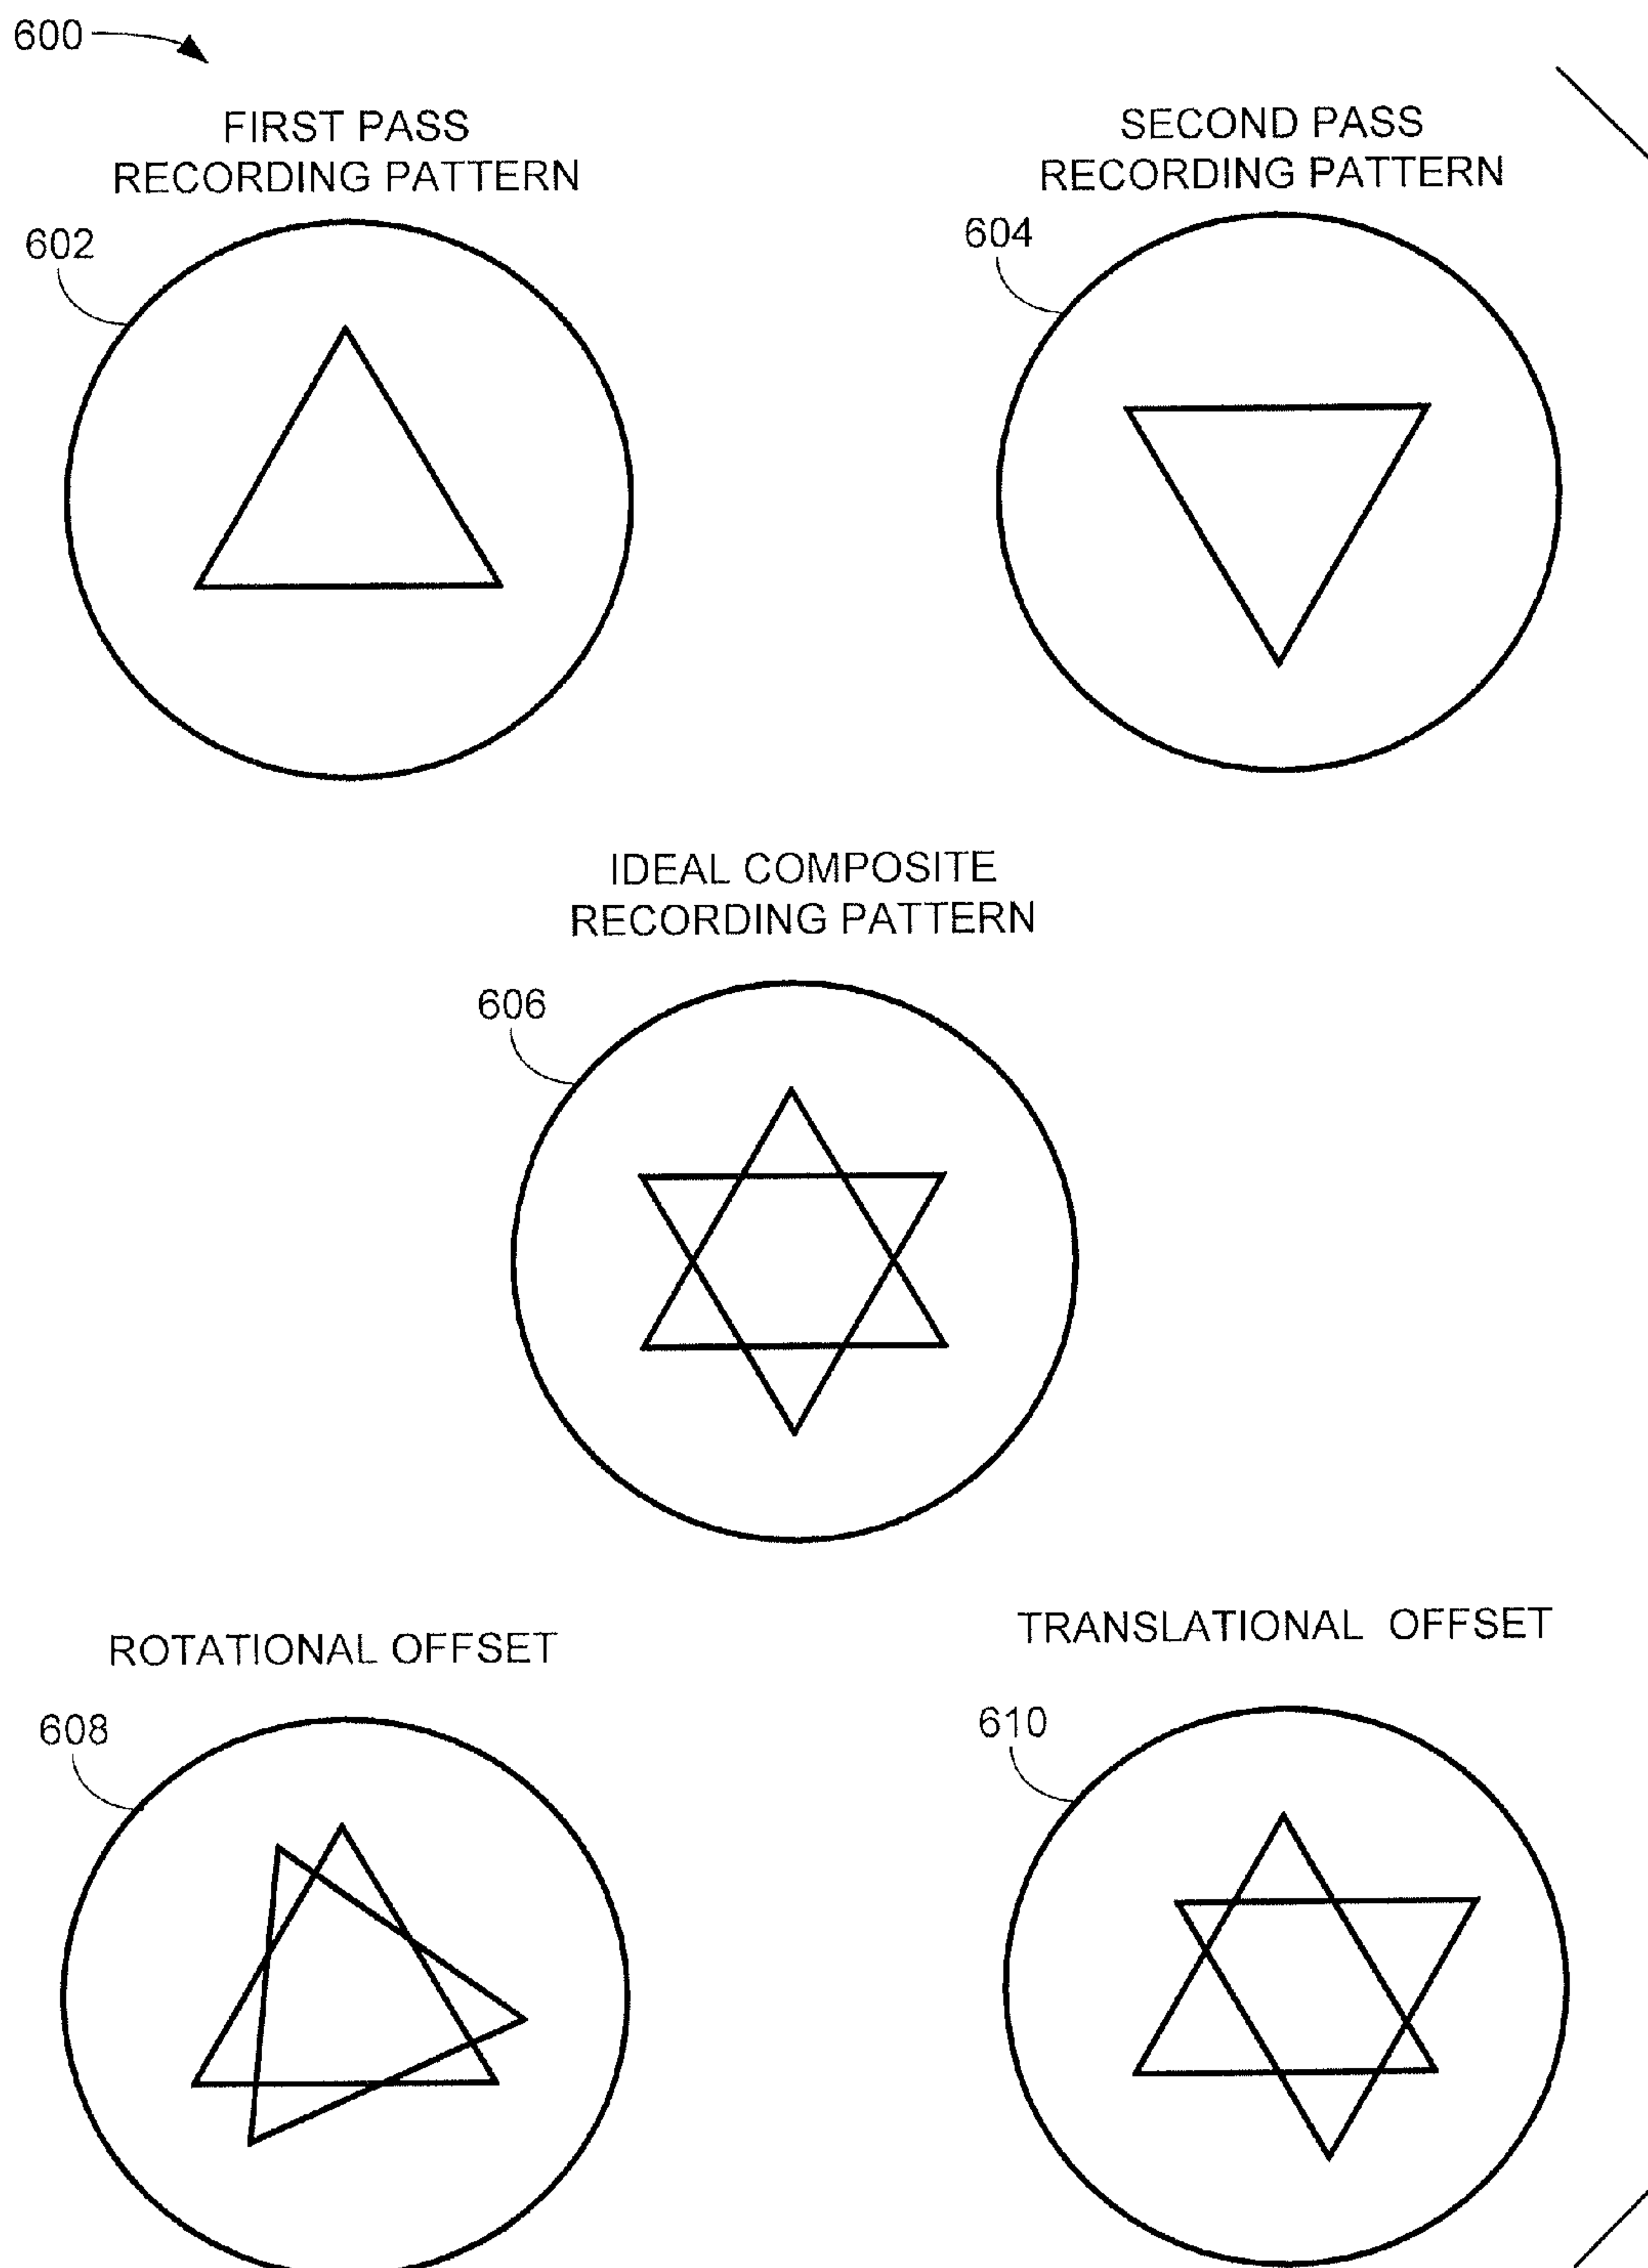 600
FIRST PASS
RECORDING PATTERN
602
SECOND PASS
RECORDING PATTERN
604
IDEAL COMPOSITE
RECORDING PATTERN
606
ROTATIONAL OFFSET
608
TRANSLATIONAL OFFSET
610